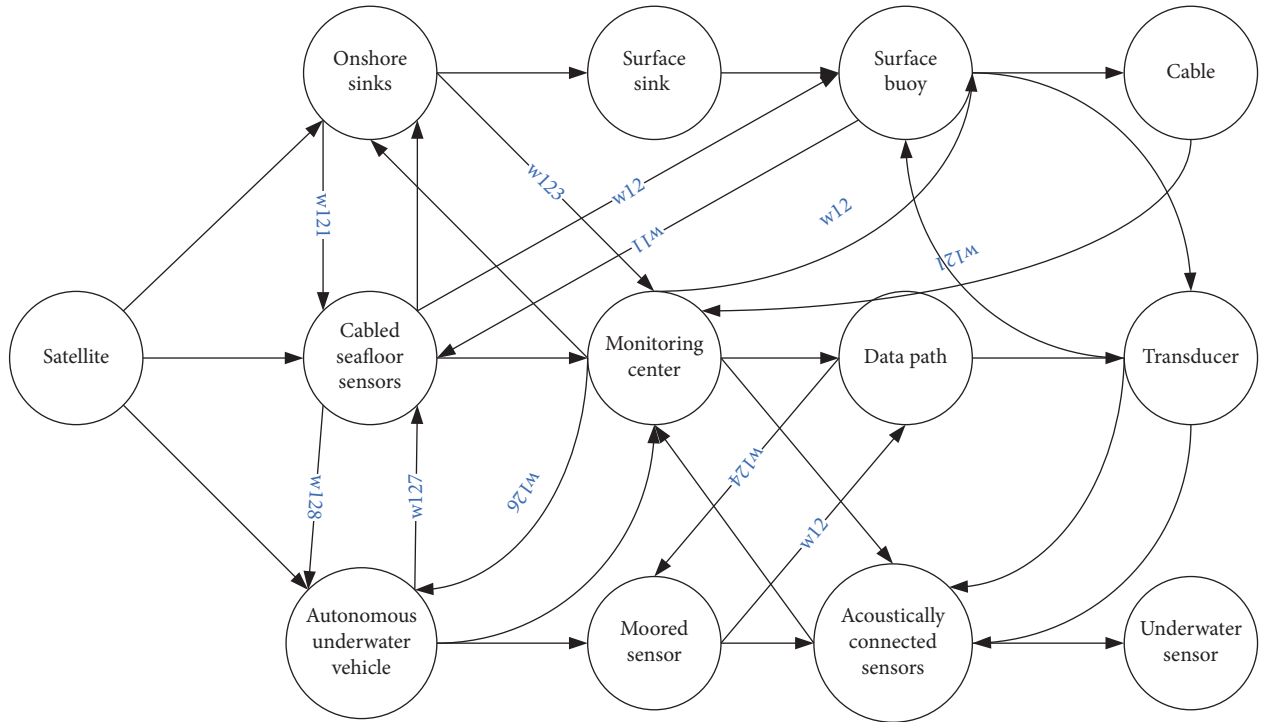 Onshore
sinks
Surface
sink
Surface
buoy
Cable
w123
w12
w121
w12
w11
w121
Satellite
Cabled
seafloor
sensors
Monitoring
center
Data path
Transducer
w128
w127
w126
w124
w12
Autonomous
underwater
vehicle
Moored
sensor
Acoustically
connected
sensors
Underwater
sensor